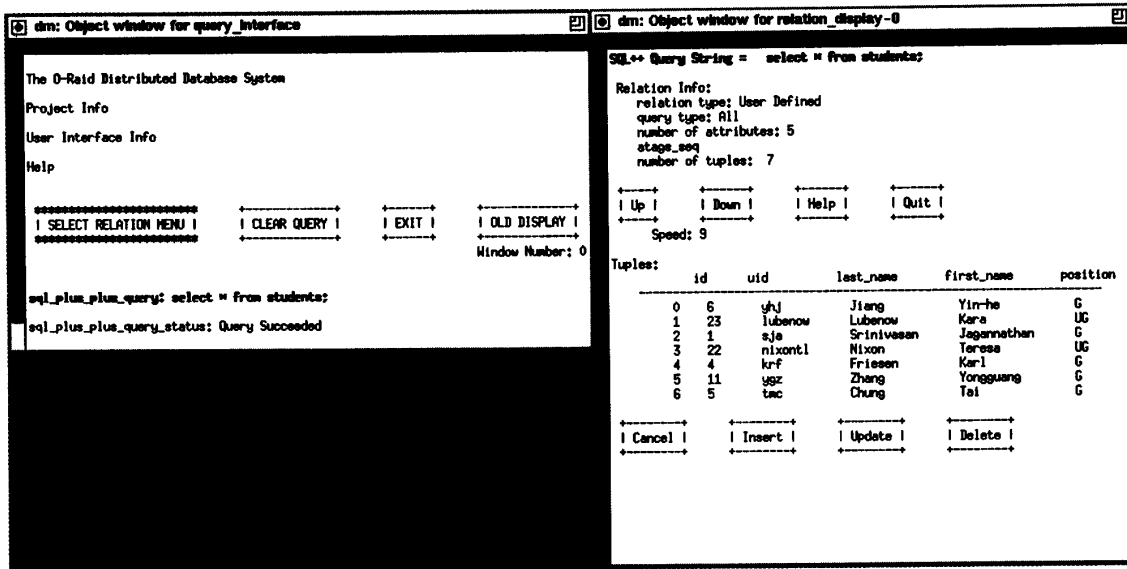 dm: Object window for query_interface
The O-Raid Distributed Database System
Project Info
User Interface Info
Help
| SELECT RELATION MENU | | CLEAR QUERY | | EXIT | | OLD DISPLAY |
Window Number: 0
sql_plus_plus_query: select * from students;
sql_plus_plus_query_status: Query Succeeded
dm: Object window for relation_display-0
SQL++ Query String = select * from students;
Relation Info:
relation type: User Defined
query type: All
number of attributes: 5
atags_seq
number of tuples: 7
| Up | | Down | | Help | | Quit |
Speed: 9
Tuples:
id uid last_name first_name position
0 6 yhj Jiang Yin-he G
1 23 lubenow Lubenow Kara UG
2 1 sja Srinivasan Jagannathan G
3 22 nixontl Nixon Teresa UG
4 4 krf Friesen Karl G
5 11 ygz Zhang Yongguang G
6 5 tmc Chung Tai G
| Cancel | | Insert | | Update | | Delete |